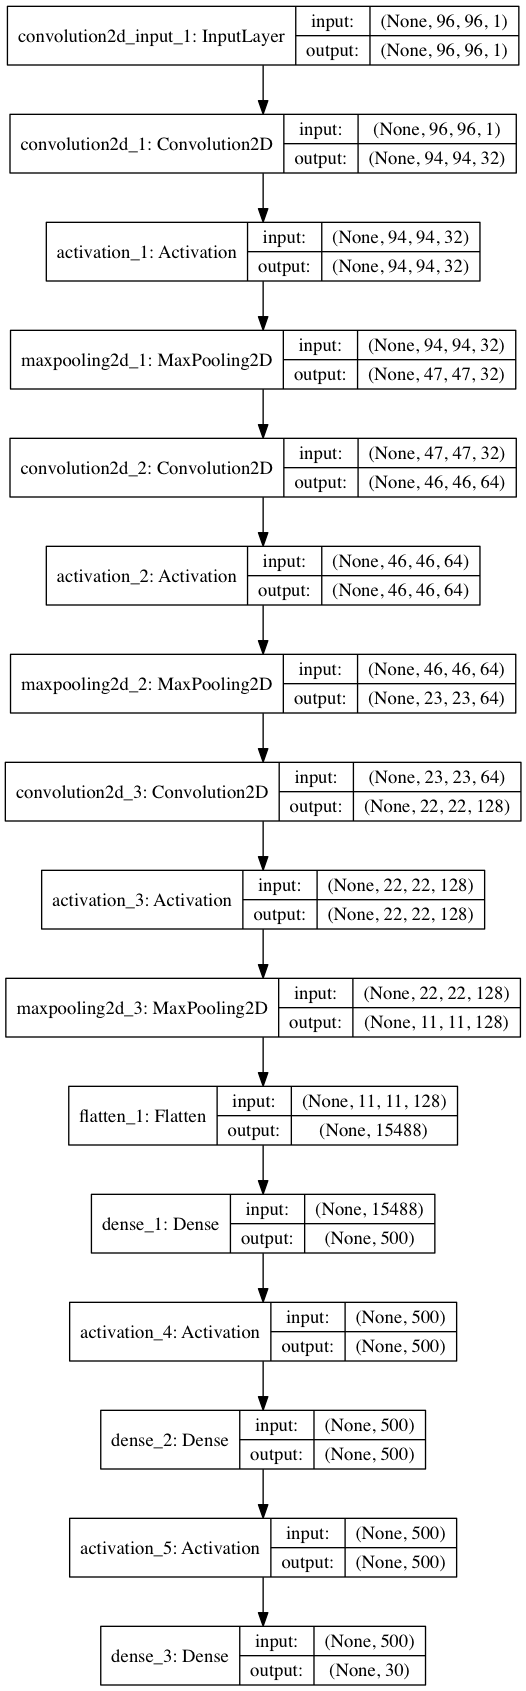 convolution2d_input_1: InputLayer
input: (None, 96, 96, 1)
output: (None, 96, 96, 1)
convolution2d_1: Convolution2D
input: (None, 96, 96, 1)
output: (None, 94, 94, 32)
activation_1: Activation
input: (None, 94, 94, 32)
output: (None, 94, 94, 32)
maxpooling2d_1: MaxPooling2D
input: (None, 94, 94, 32)
output: (None, 47, 47, 32)
convolution2d_2: Convolution2D
input: (None, 47, 47, 32)
output: (None, 46, 46, 64)
activation_2: Activation
input: (None, 46, 46, 64)
output: (None, 46, 46, 64)
maxpooling2d_2: MaxPooling2D
input: (None, 46, 46, 64)
output: (None, 23, 23, 64)
convolution2d_3: Convolution2D
input: (None, 23, 23, 64)
output: (None, 22, 22, 128)
activation_3: Activation
input: (None, 22, 22, 128)
output: (None, 22, 22, 128)
maxpooling2d_3: MaxPooling2D
input: (None, 22, 22, 128)
output: (None, 11, 11, 128)
flatten_1: Flatten
input: (None, 11, 11, 128)
output: (None, 15488)
dense_1: Dense
input: (None, 15488)
output: (None, 500)
activation_4: Activation
input: (None, 500)
output: (None, 500)
dense_2: Dense
input: (None, 500)
output: (None, 500)
activation_5: Activation
input: (None, 500)
output: (None, 500)
dense_3: Dense
input: (None, 500)
output: (None, 30)